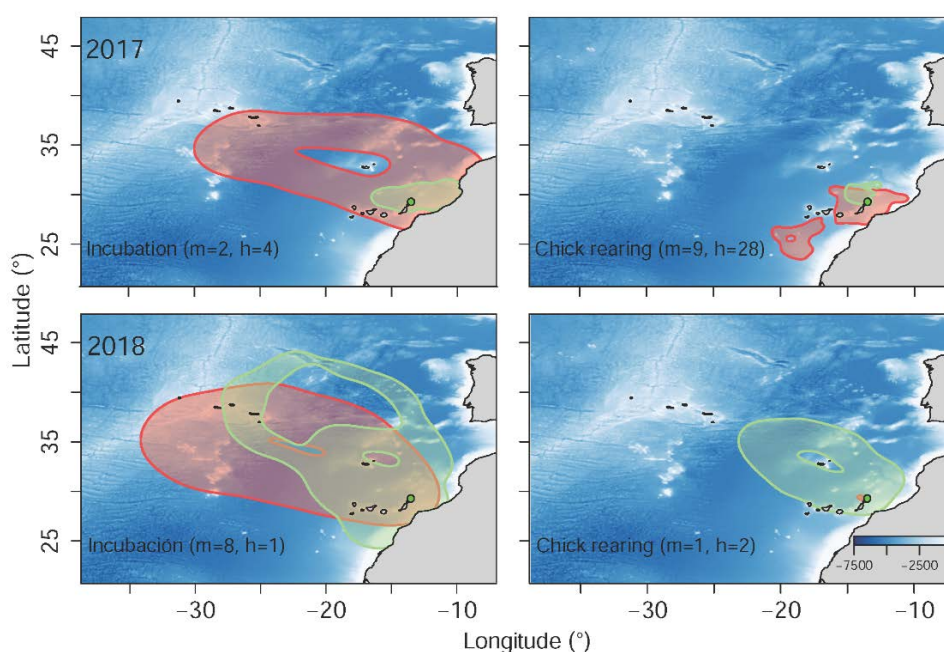 2017
Incubation (m=2, h=4)
Chick rearing (m=9, h=28)
2018
Incubación (m=8, h=1)
Chick rearing (m=1, h=2)
−7500 −2500
45
35
25
45
35
25
−30 −20 −10 −30 −20 −10
Latitude (°)
Longitude (°)